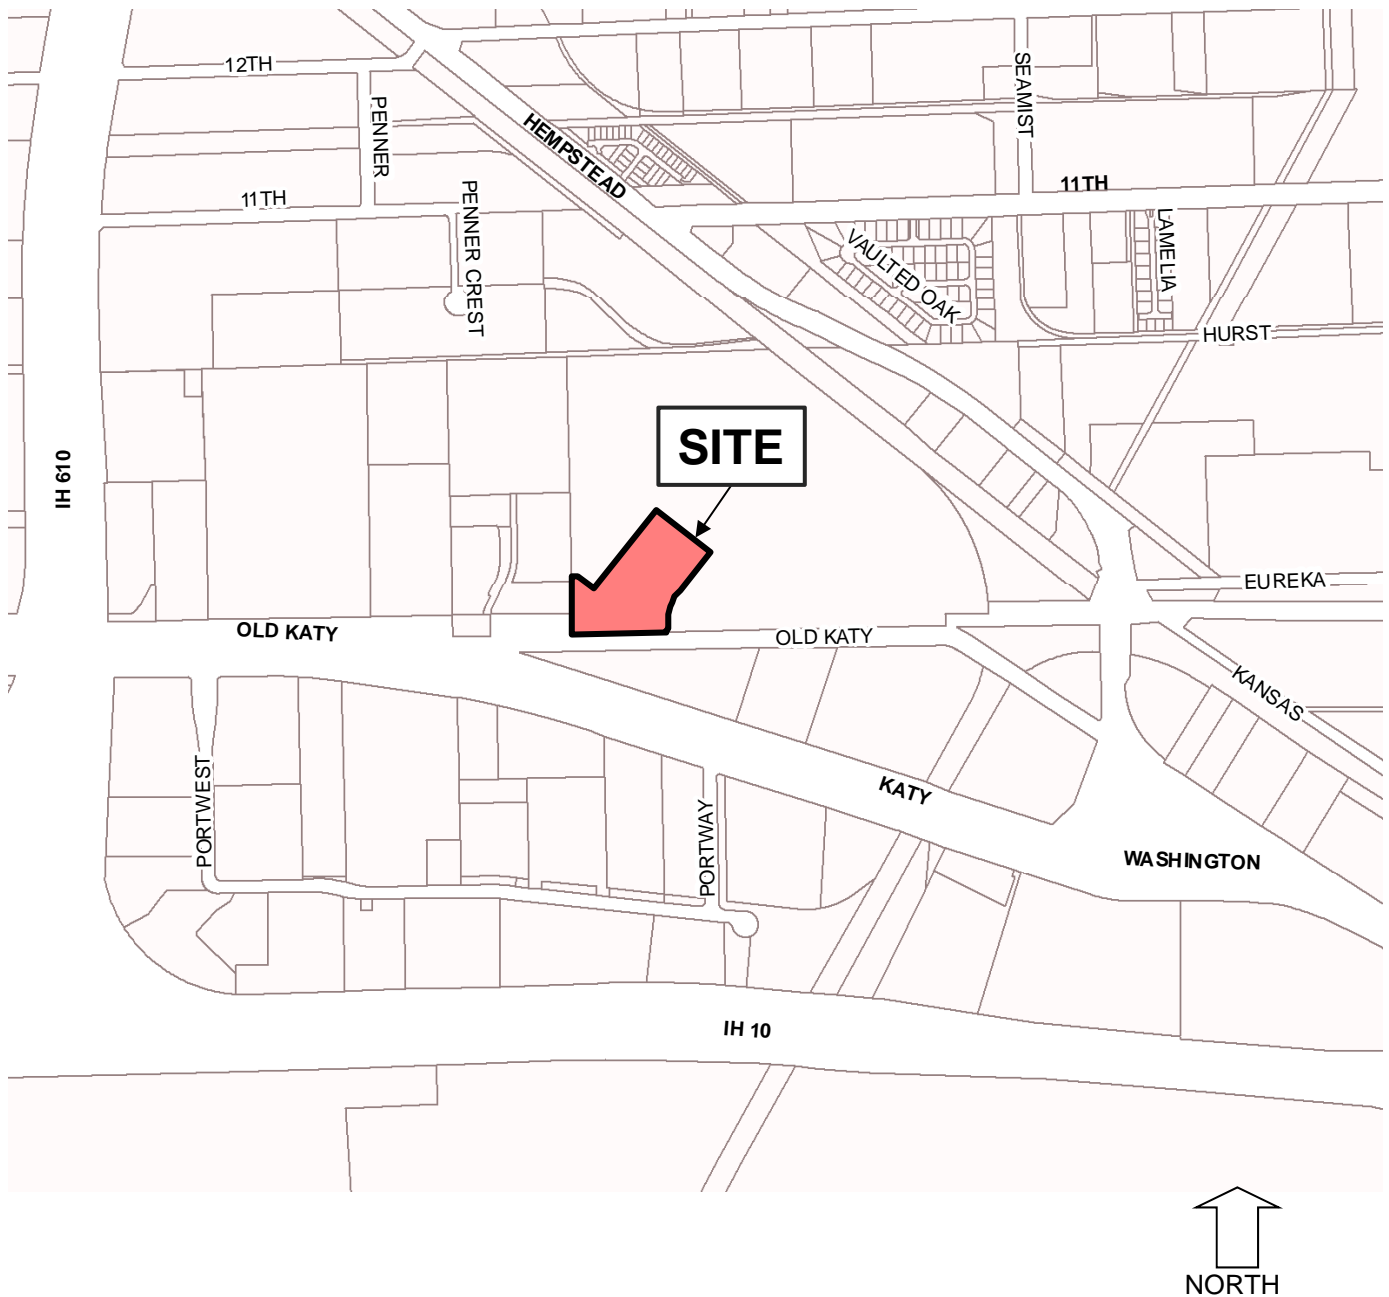 12TH
SEAMIST
PENNER
HEMPSTEAD
11TH
11TH
PENNER CREST
LAMELIA
VAULTED OAK
HURST
SITE
IH 610
EUREKA
OLD KATY
OLD KATY
KANSAS
PORTWEST
KATY
PORTWAY
WASHINGTON
IH 10
NORTH